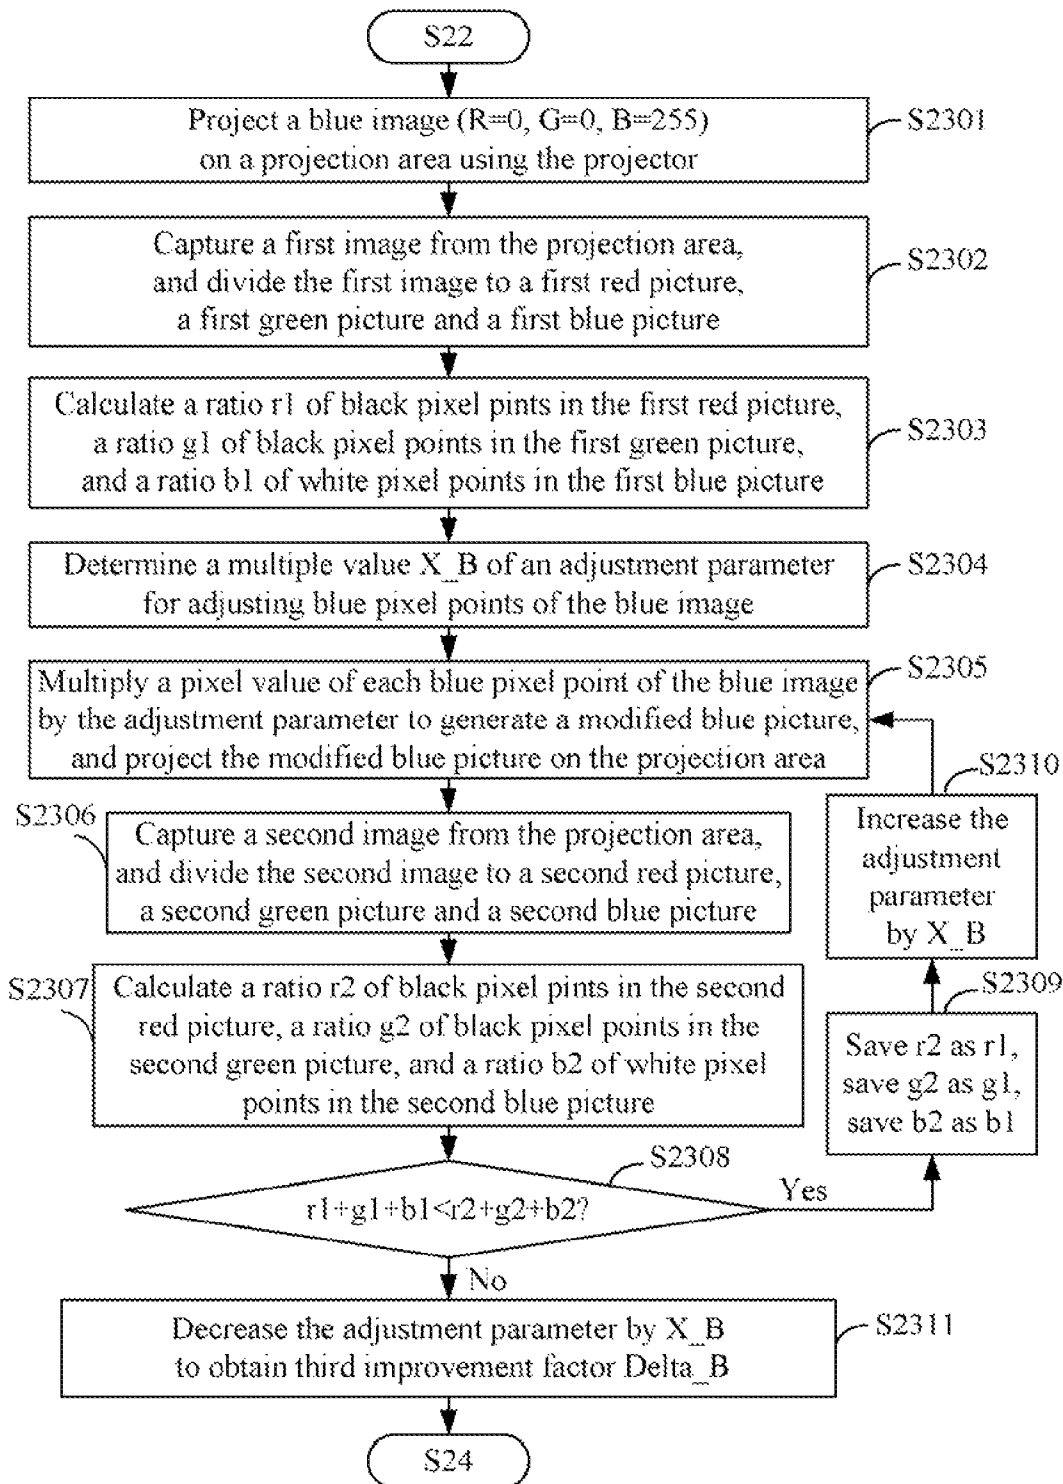 S22
Project a blue image (R=0, G=0, B=255)
on a projection area using the projector
S2301
Capture a first image from the projection area,
and divide the first image to a first red picture,
a first green picture and a first blue picture
S2302
Calculate a ratio r1 of black pixel pints in the first red picture,
a ratio g1 of black pixel points in the first green picture,
and a ratio b1 of white pixel points in the first blue picture
S2303
Determine a multiple value X_B of an adjustment parameter
for adjusting blue pixel points of the blue image
S2304
Multiply a pixel value of each blue pixel point of the blue image
by the adjustment parameter to generate a modified blue picture,
and project the modified blue picture on the projection area
S2305
S2306
Capture a second image from the projection area,
and divide the second image to a second red picture,
a second green picture and a second blue picture
S2307
Calculate a ratio r2 of black pixel pints in the second
red picture, a ratio g2 of black pixel points in the
second green picture, and a ratio b2 of white pixel
points in the second blue picture
S2308
r1+g1+b1<r2+g2+b2?
Yes
S2309
Save r2 as r1,
save g2 as g1,
save b2 as b1
S2310
Increase the
adjustment
parameter
by X_B
No
Decrease the adjustment parameter by X_B
to obtain third improvement factor Delta_B
S2311
S24